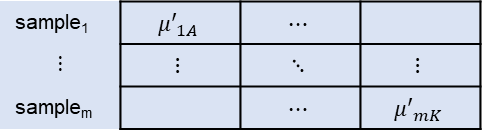 sample₁ μ′₁A ⋯
⋮ ⋮ ⋱ ⋮
sampleₘ ⋯ μ′ₘK